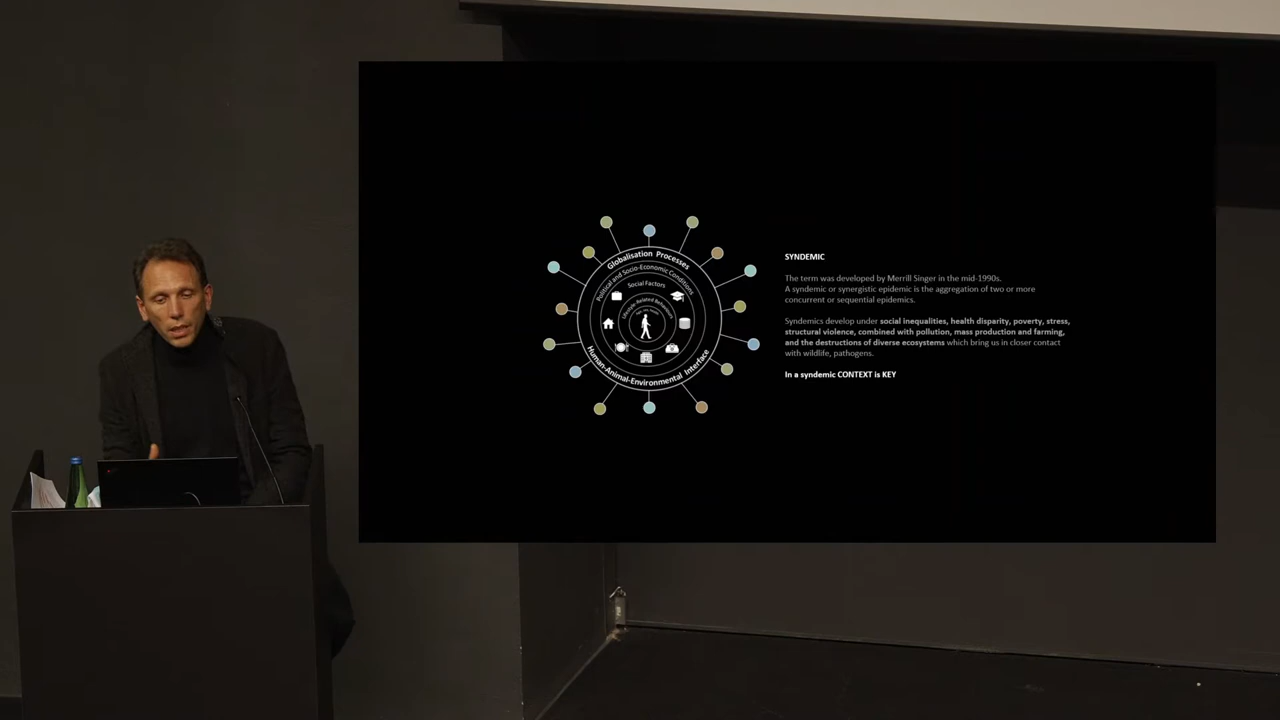 Globalisation Processes
Political and Socio-Economic Conditions
Social Factors
Lifestyle-Related Behaviours
Human-Animal-Environmental Interface
SYNDEMIC
The term was developed by Merrill Singer in the mid-1990s.
A syndemic or synergistic epidemic is the aggregation of two or more
concurrent or sequential epidemics.
Syndemics develop under social inequalities, health disparity, poverty, stress,
structural violence, combined with pollution, mass production and farming,
and the destructions of diverse ecosystems which bring us in closer contact
with wildlife, pathogens.
In a syndemic CONTEXT is KEY